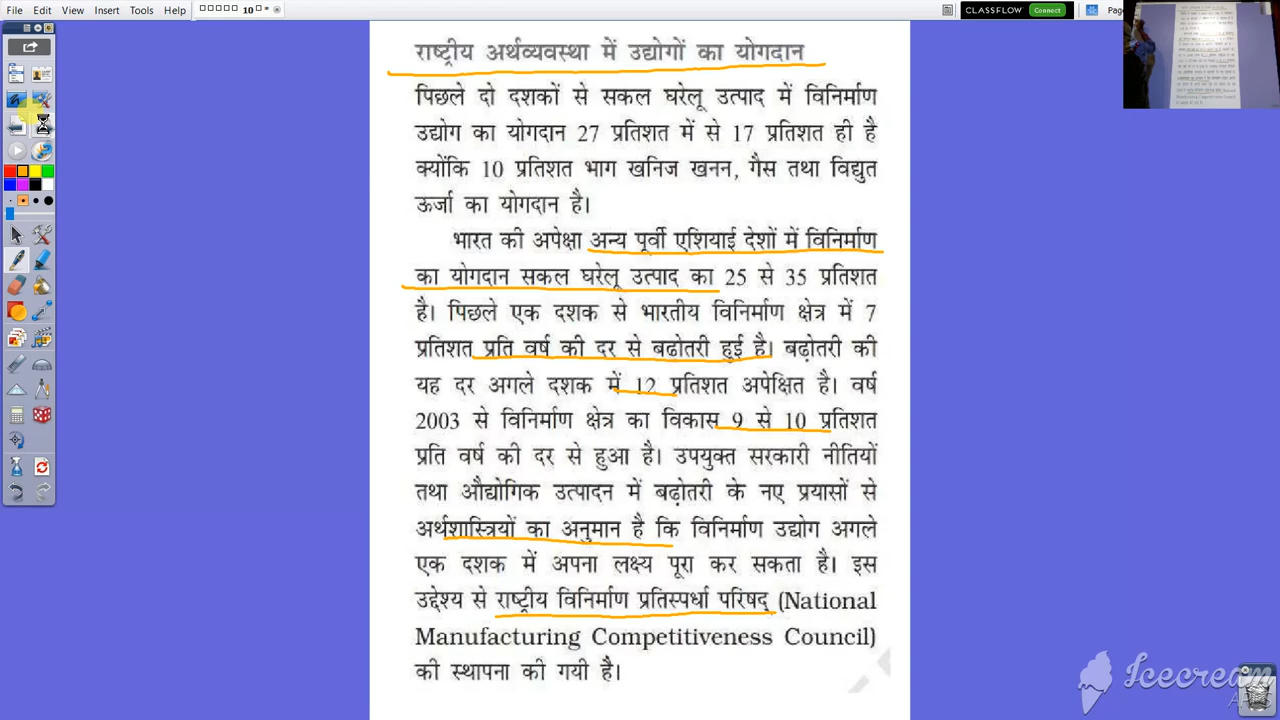 File Edit View Insert Tools Help
10
CLASSFLOW Connect
Page
राष्ट्रीय अर्थव्यवस्था में उद्योगों का योगदान
पिछले दो दशकों से सकल घरेलू उत्पाद में विनिर्माण
उद्योग का योगदान 27 प्रतिशत में से 17 प्रतिशत ही है
क्योंकि 10 प्रतिशत भाग खनिज खनन, गैस तथा विद्युत
ऊर्जा का योगदान है।
भारत की अपेक्षा अन्य पूर्वी एशियाई देशों में विनिर्माण
का योगदान सकल घरेलू उत्पाद का 25 से 35 प्रतिशत
है। पिछले एक दशक से भारतीय विनिर्माण क्षेत्र में 7
प्रतिशत प्रति वर्ष की दर से बढ़ोतरी हुई है। बढ़ोतरी की
यह दर अगले दशक में 12 प्रतिशत अपेक्षित है। वर्ष
2003 से विनिर्माण क्षेत्र का विकास 9 से 10 प्रतिशत
प्रति वर्ष की दर से हुआ है। उपयुक्त सरकारी नीतियों
तथा औद्योगिक उत्पादन में बढ़ोतरी के नए प्रयासों से
अर्थशास्त्रियों का अनुमान है कि विनिर्माण उद्योग अगले
एक दशक में अपना लक्ष्य पूरा कर सकता है। इस
उद्देश्य से राष्ट्रीय विनिर्माण प्रतिस्पर्धा परिषद् (National
Manufacturing Competitiveness Council)
की स्थापना की गयी है।
Icecream
APPS